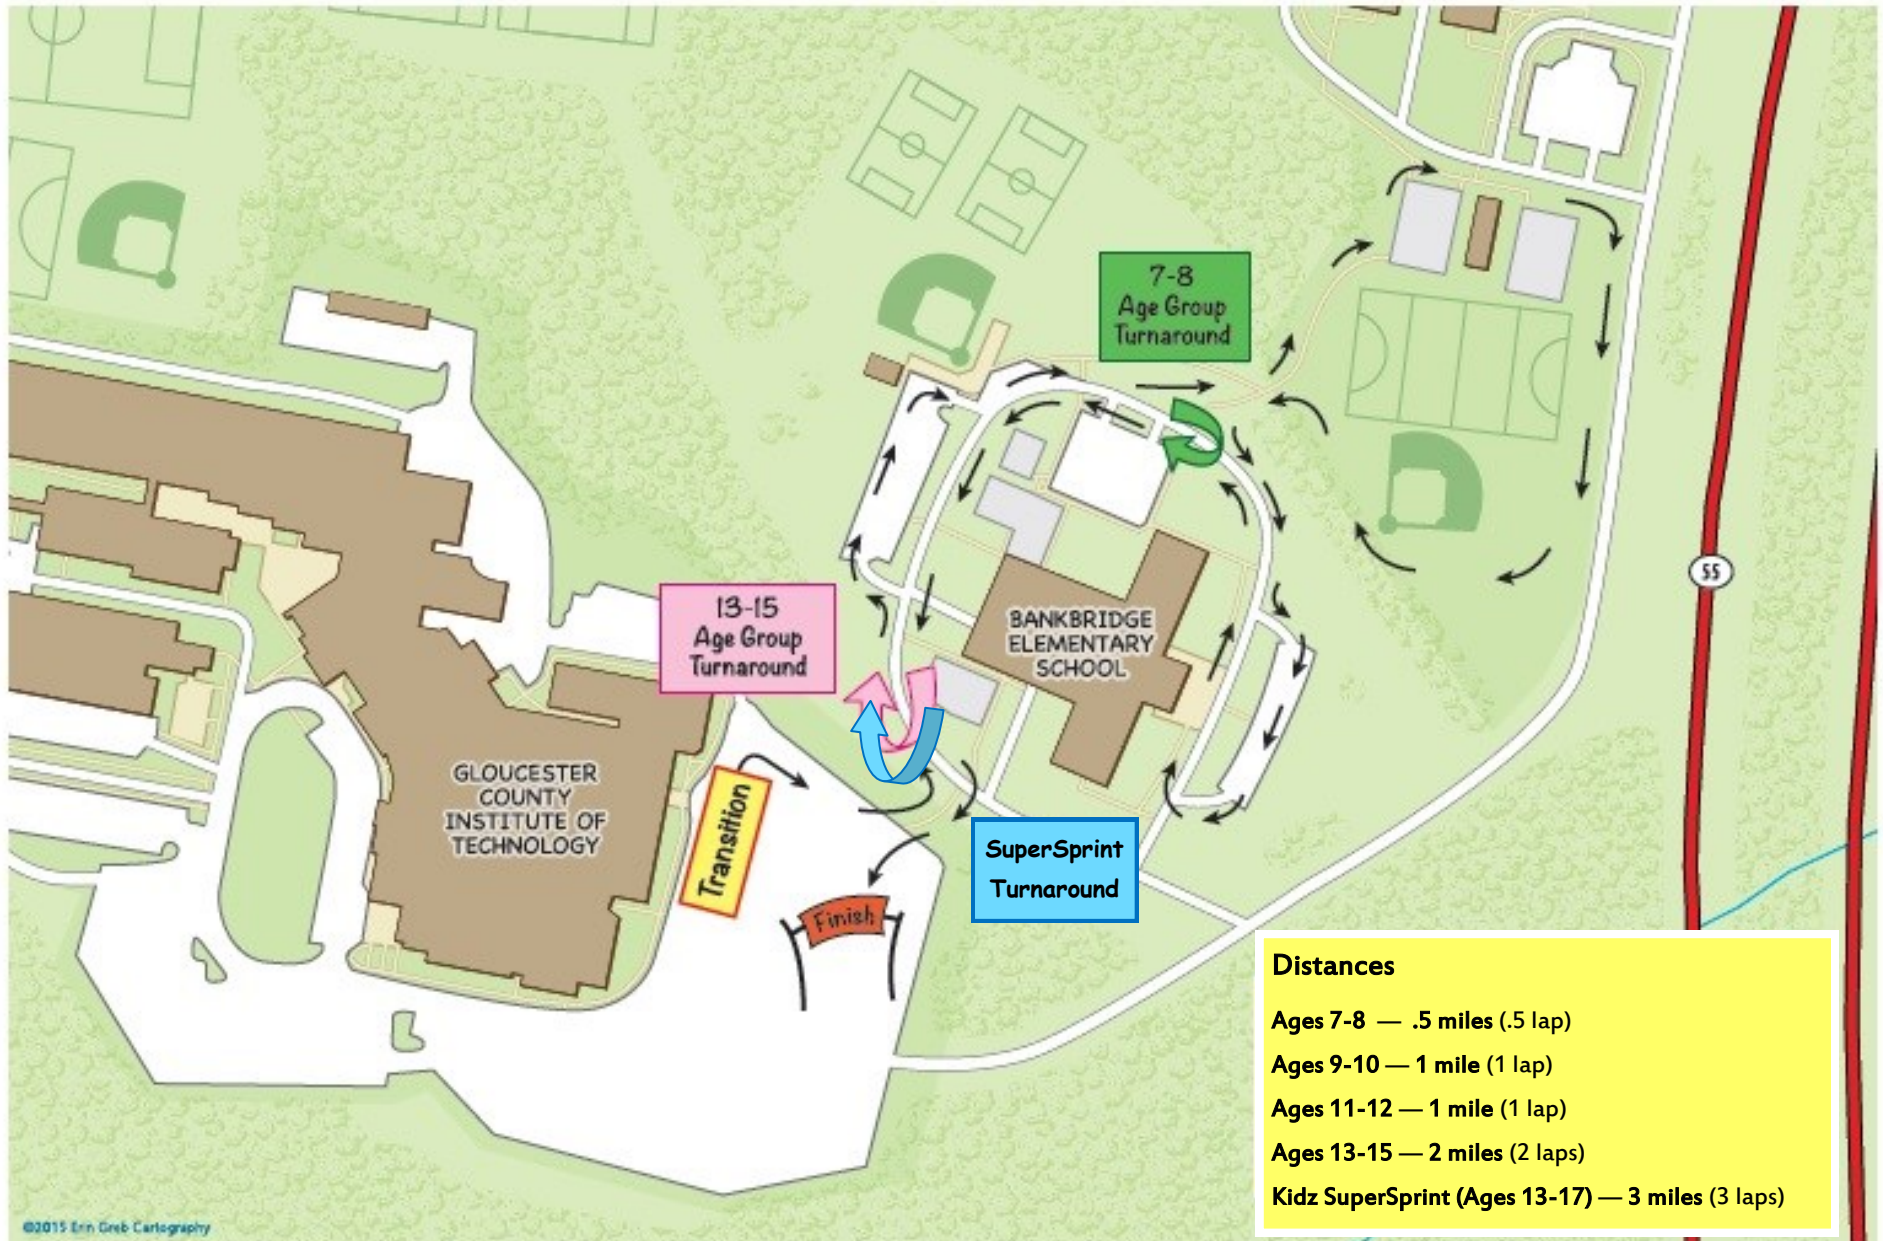 7-8
Age Group
Turnaround
55
13-15
Age Group
Turnaround
BANKBRIDGE
ELEMENTARY
SCHOOL
GLOUCESTER
COUNTY
INSTITUTE OF
TECHNOLOGY
Transition
SuperSprint
Turnaround
Finish
Distances
Ages 7-8 — .5 miles (.5 lap)
Ages 9-10 — 1 mile (1 lap)
Ages 11-12 — 1 mile (1 lap)
Ages 13-15 — 2 miles (2 laps)
Kidz SuperSprint (Ages 13-17) — 3 miles (3 laps)
©2015 Erin Greb Cartography